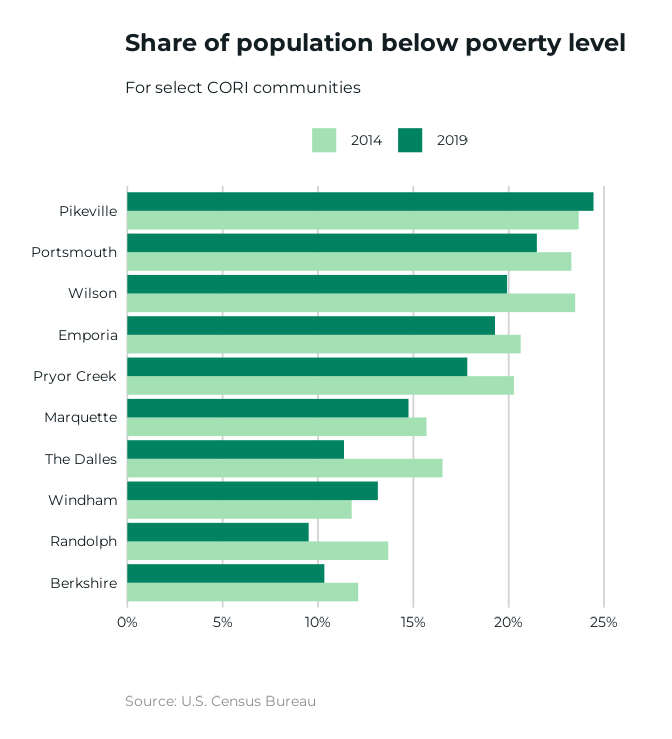 Share of population below poverty level
For select CORI communities
2014 2019
Pikeville
Portsmouth
Wilson
Emporia
Pryor Creek
Marquette
The Dalles
Windham
Randolph
Berkshire
0% 5% 10% 15% 20% 25%
Source: U.S. Census Bureau